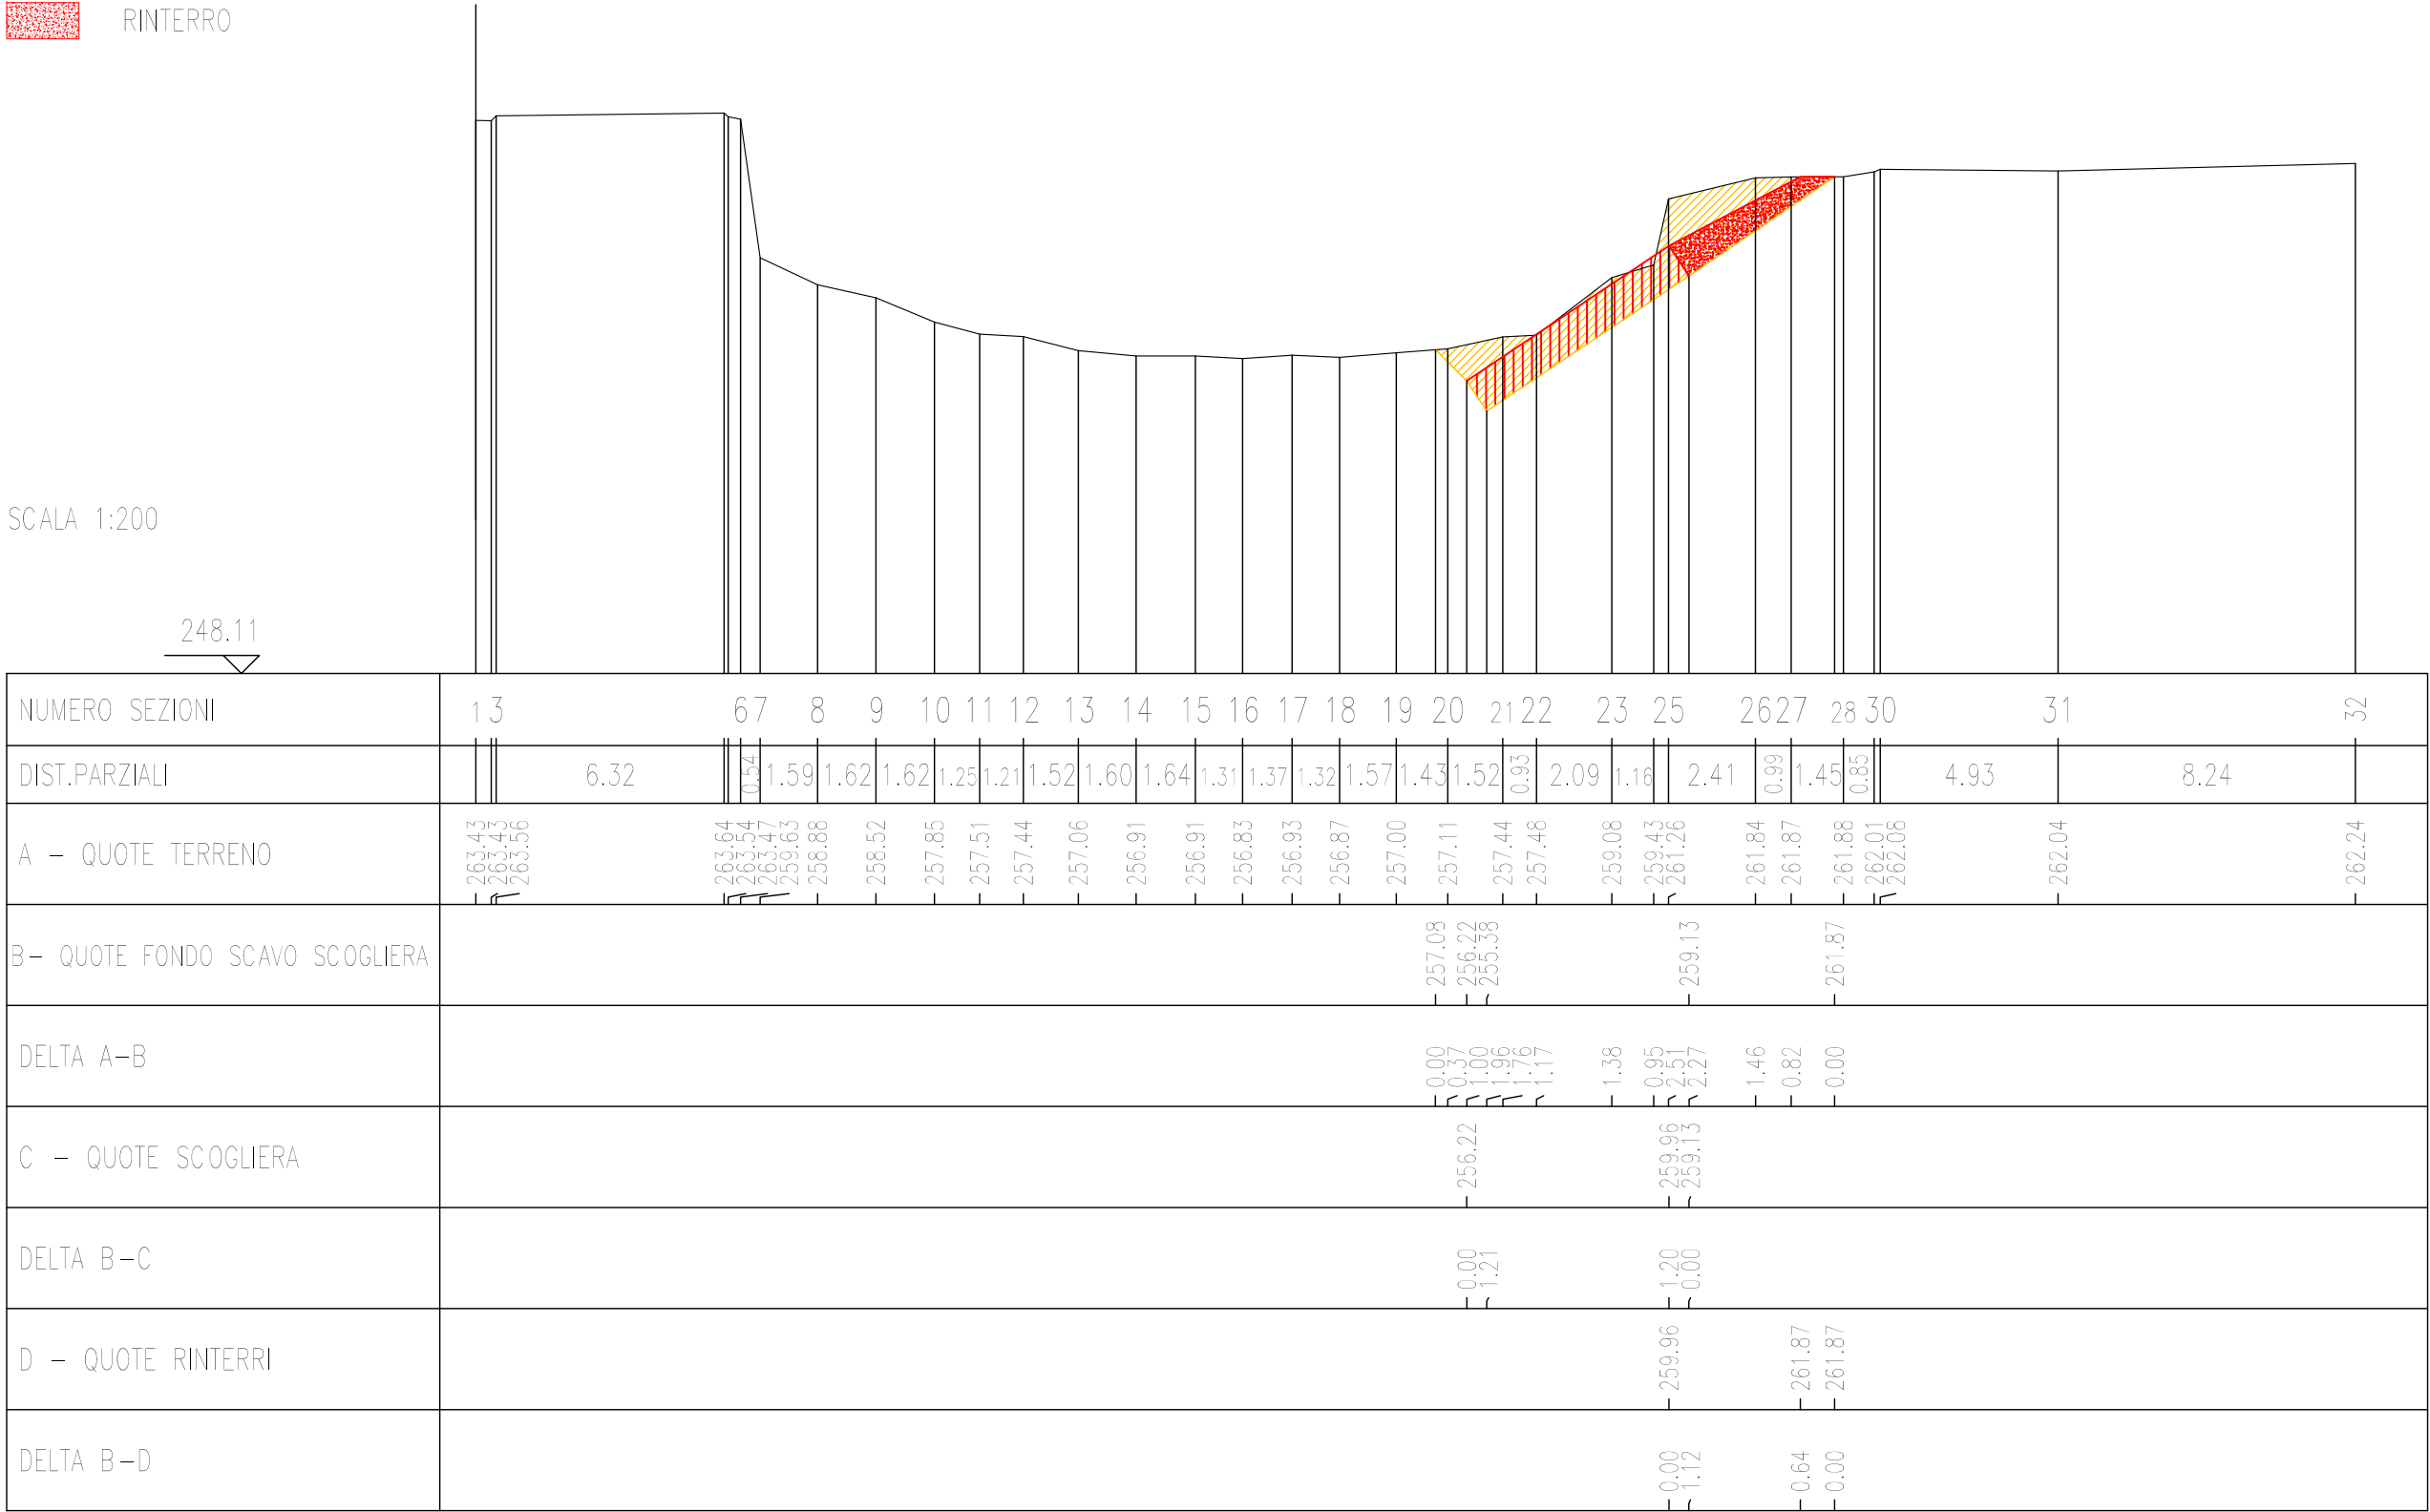 RINTERRO
SCALA 1:200
248.11
NUMERO SEZIONI 1 3 6 7 8 9 10 11 12 13 14 15 16 17 18 19 20 21 22 23 25 26 27 28 30 31 32
DIST.PARZIALI 6.32 0.54 1.59 1.62 1.62 1.25 1.21 1.52 1.60 1.64 1.31 1.37 1.32 1.57 1.43 1.52 0.93 2.09 1.16 2.41 0.99 1.45 0.85 4.93 8.24
A - QUOTE TERRENO 263.43 263.43 263.56 263.64 263.54 263.47 259.63 258.88 258.52 257.85 257.51 257.44 257.06 256.91 256.91 256.83 256.93 256.87 257.00 257.11 257.44 257.48 259.08 259.43 261.26 261.84 261.87 261.88 262.01 262.08 262.04 262.24
B- QUOTE FONDO SCAVO SCOGLIERA 257.08 256.22 255.38 259.13 261.87
DELTA A-B 0.00 0.37 1.00 1.96 1.76 1.17 1.38 0.95 2.51 2.27 1.46 0.82 0.00
C - QUOTE SCOGLIERA 256.22 259.96 259.13
DELTA B-C 0.00 1.21 1.20 0.00
D - QUOTE RINTERRI 259.96 261.87 261.87
DELTA B-D 0.00 1.12 0.64 0.00